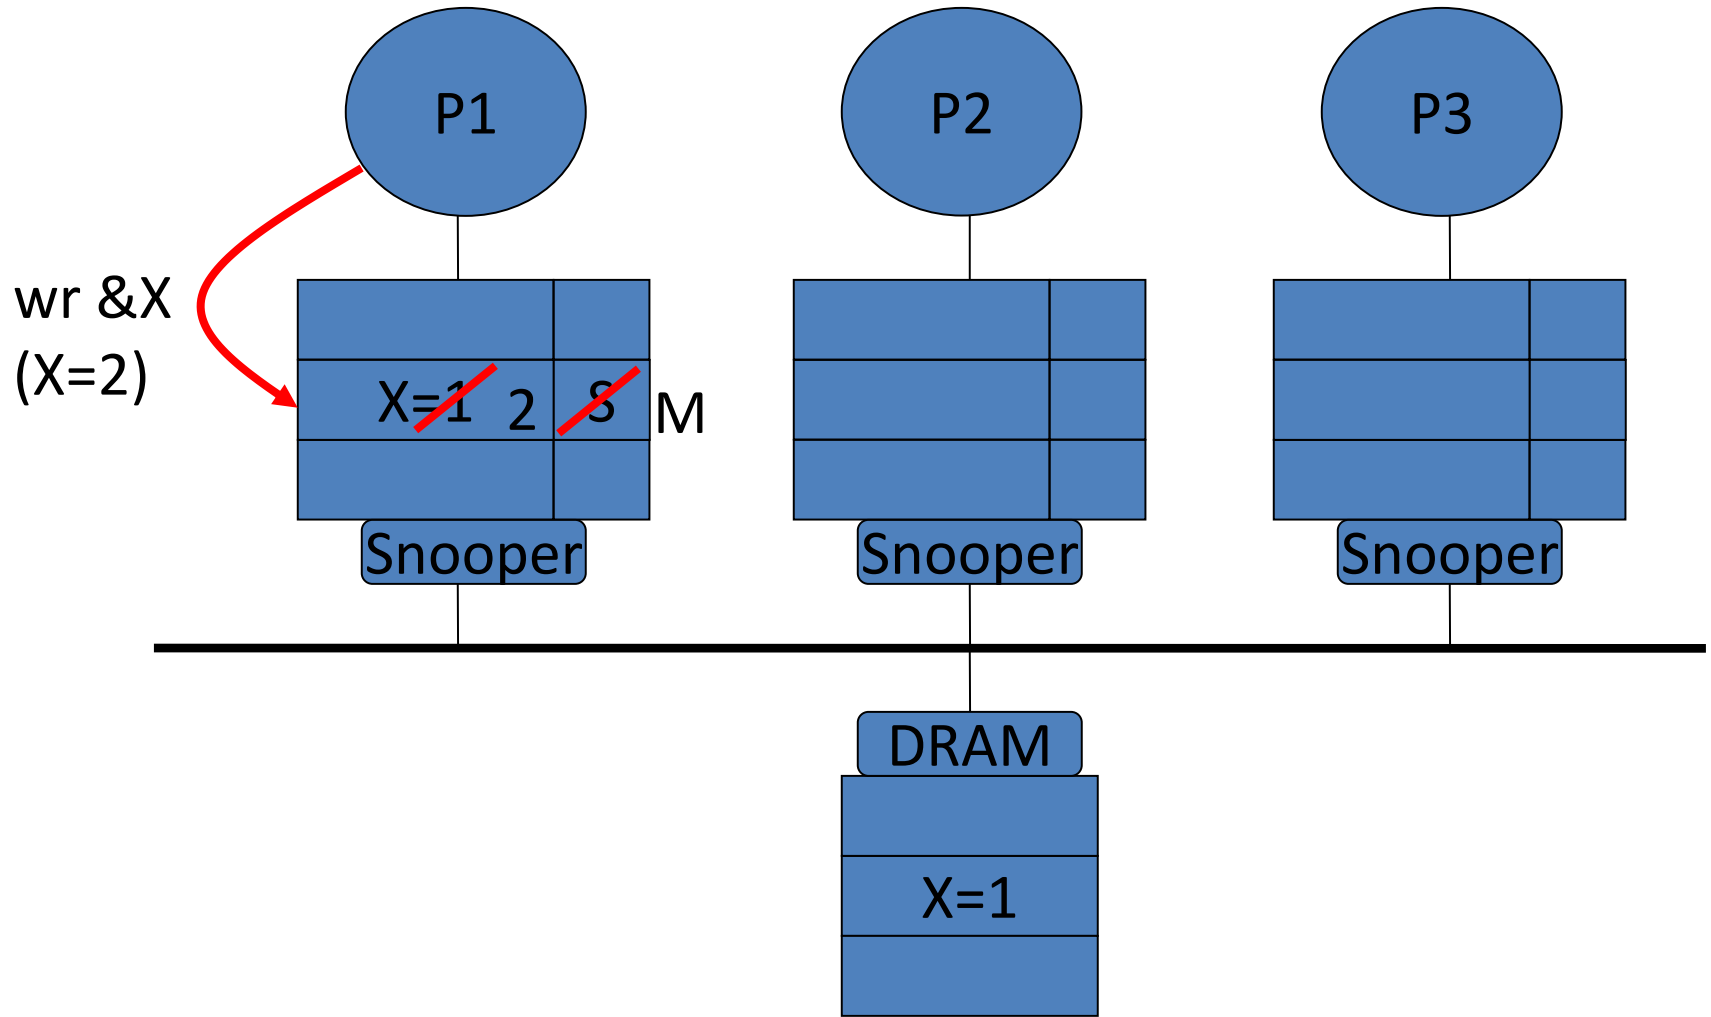 P1
P2
P3
wr &X
(X=2)
X=1 2 S M
Snooper
Snooper
Snooper
DRAM
X=1